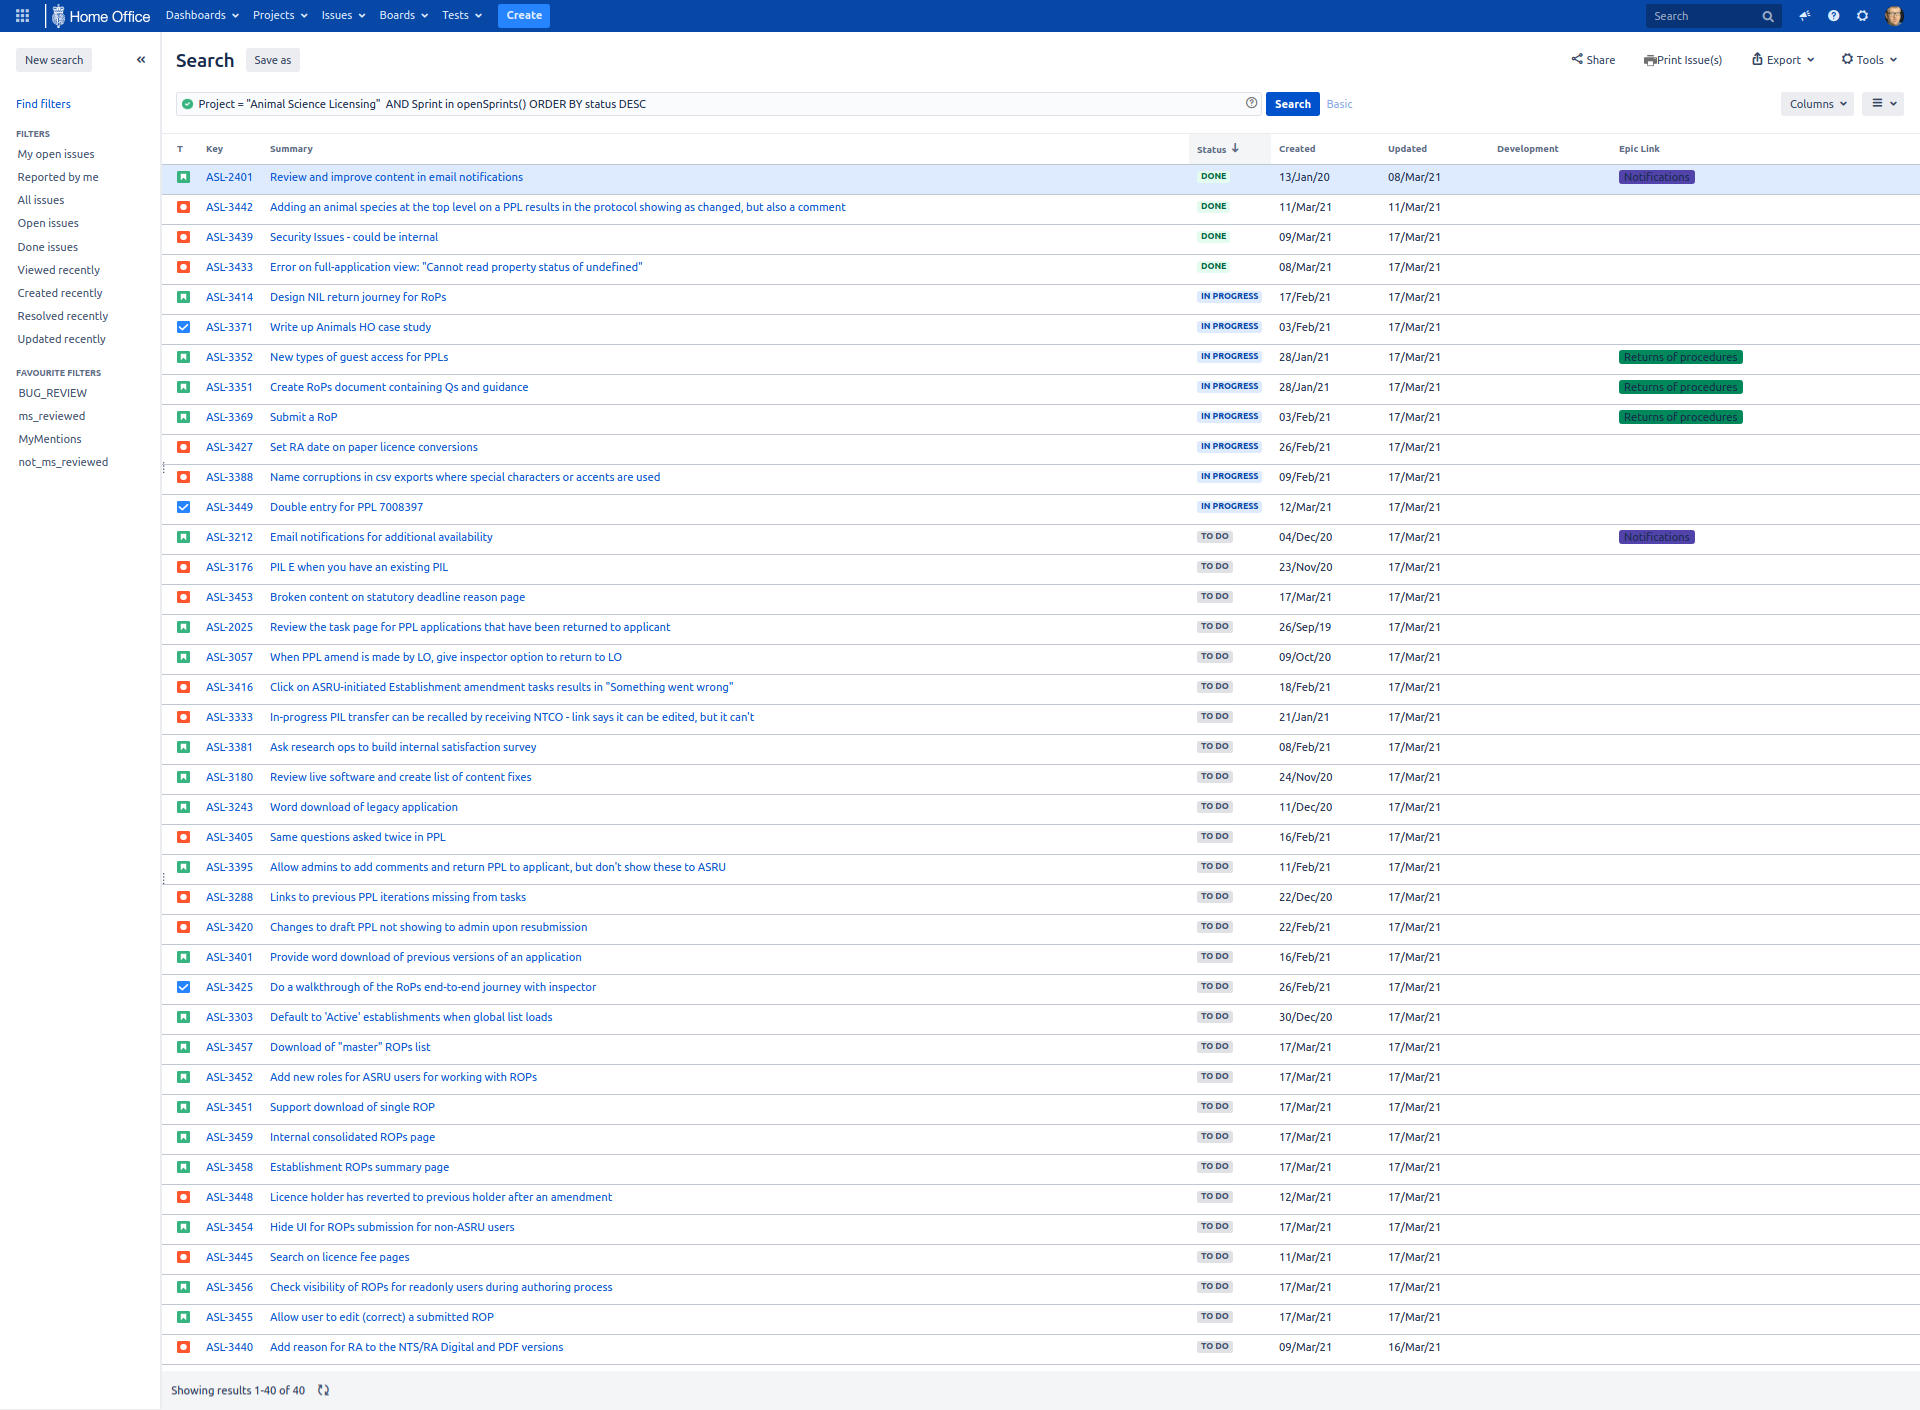 Home Office Dashboards Projects Issues Boards Tests Create Search
New search
Find filters
FILTERS
My open issues
Reported by me
All issues
Open issues
Done issues
Viewed recently
Created recently
Resolved recently
Updated recently
FAVOURITE FILTERS
BUG_REVIEW
ms_reviewed
MyMentions
not_ms_reviewed
Search Save as Share Print Issue(s) Export Tools
Project = "Animal Science Licensing" AND Sprint in openSprints() ORDER BY status DESC Search Basic Columns
T Key Summary Status Created Updated Development Epic Link
ASL-2401 Review and improve content in email notifications DONE 13/Jan/20 08/Mar/21 Notifications
ASL-3442 Adding an animal species at the top level on a PPL results in the protocol showing as changed, but also a comment DONE 11/Mar/21 11/Mar/21
ASL-3439 Security Issues - could be internal DONE 09/Mar/21 17/Mar/21
ASL-3433 Error on full-application view: "Cannot read property status of undefined" DONE 08/Mar/21 17/Mar/21
ASL-3414 Design NIL return journey for RoPs IN PROGRESS 17/Feb/21 17/Mar/21
ASL-3371 Write up Animals HO case study IN PROGRESS 03/Feb/21 17/Mar/21
ASL-3352 New types of guest access for PPLs IN PROGRESS 28/Jan/21 17/Mar/21 Returns of procedures
ASL-3351 Create RoPs document containing Qs and guidance IN PROGRESS 28/Jan/21 17/Mar/21 Returns of procedures
ASL-3369 Submit a RoP IN PROGRESS 03/Feb/21 17/Mar/21 Returns of procedures
ASL-3427 Set RA date on paper licence conversions IN PROGRESS 26/Feb/21 17/Mar/21
ASL-3388 Name corruptions in csv exports where special characters or accents are used IN PROGRESS 09/Feb/21 17/Mar/21
ASL-3449 Double entry for PPL 7008397 IN PROGRESS 12/Mar/21 17/Mar/21
ASL-3212 Email notifications for additional availability TO DO 04/Dec/20 17/Mar/21 Notifications
ASL-3176 PIL E when you have an existing PIL TO DO 23/Nov/20 17/Mar/21
ASL-3453 Broken content on statutory deadline reason page TO DO 17/Mar/21 17/Mar/21
ASL-2025 Review the task page for PPL applications that have been returned to applicant TO DO 26/Sep/19 17/Mar/21
ASL-3057 When PPL amend is made by LO, give inspector option to return to LO TO DO 09/Oct/20 17/Mar/21
ASL-3416 Click on ASRU-initiated Establishment amendment tasks results in "Something went wrong" TO DO 18/Feb/21 17/Mar/21
ASL-3333 In-progress PIL transfer can be recalled by receiving NTCO - link says it can be edited, but it can't TO DO 21/Jan/21 17/Mar/21
ASL-3381 Ask research ops to build internal satisfaction survey TO DO 08/Feb/21 17/Mar/21
ASL-3180 Review live software and create list of content fixes TO DO 24/Nov/20 17/Mar/21
ASL-3243 Word download of legacy application TO DO 11/Dec/20 17/Mar/21
ASL-3405 Same questions asked twice in PPL TO DO 16/Feb/21 17/Mar/21
ASL-3395 Allow admins to add comments and return PPL to applicant, but don't show these to ASRU TO DO 11/Feb/21 17/Mar/21
ASL-3288 Links to previous PPL iterations missing from tasks TO DO 22/Dec/20 17/Mar/21
ASL-3420 Changes to draft PPL not showing to admin upon resubmission TO DO 22/Feb/21 17/Mar/21
ASL-3401 Provide word download of previous versions of an application TO DO 16/Feb/21 17/Mar/21
ASL-3425 Do a walkthrough of the RoPs end-to-end journey with inspector TO DO 26/Feb/21 17/Mar/21
ASL-3303 Default to 'Active' establishments when global list loads TO DO 30/Dec/20 17/Mar/21
ASL-3457 Download of "master" ROPs list TO DO 17/Mar/21 17/Mar/21
ASL-3452 Add new roles for ASRU users for working with ROPs TO DO 17/Mar/21 17/Mar/21
ASL-3451 Support download of single ROP TO DO 17/Mar/21 17/Mar/21
ASL-3459 Internal consolidated ROPs page TO DO 17/Mar/21 17/Mar/21
ASL-3458 Establishment ROPs summary page TO DO 17/Mar/21 17/Mar/21
ASL-3448 Licence holder has reverted to previous holder after an amendment TO DO 12/Mar/21 17/Mar/21
ASL-3454 Hide UI for ROPs submission for non-ASRU users TO DO 17/Mar/21 17/Mar/21
ASL-3445 Search on licence fee pages TO DO 11/Mar/21 17/Mar/21
ASL-3456 Check visibility of ROPs for readonly users during authoring process TO DO 17/Mar/21 17/Mar/21
ASL-3455 Allow user to edit (correct) a submitted ROP TO DO 17/Mar/21 17/Mar/21
ASL-3440 Add reason for RA to the NTS/RA Digital and PDF versions TO DO 09/Mar/21 16/Mar/21
Showing results 1-40 of 40